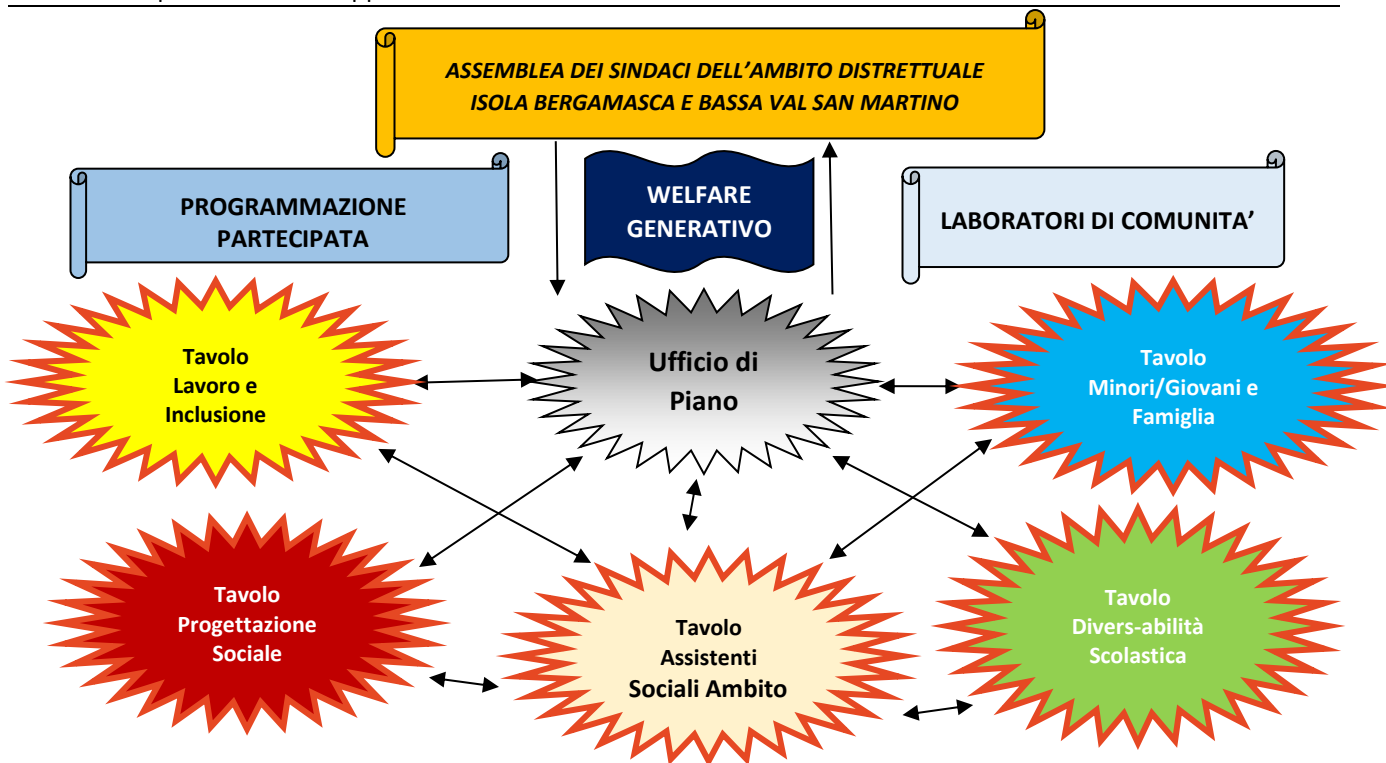 ASSEMBLEA DEI SINDACI DELL’AMBITO DISTRETTUALE
ISOLA BERGAMASCA E BASSA VAL SAN MARTINO
PROGRAMMAZIONE
PARTECIPATA
WELFARE
GENERATIVO
LABORATORI DI COMUNITA’
Tavolo
Lavoro e
Inclusione
Ufficio di
Piano
Tavolo
Minori/Giovani e
Famiglia
Tavolo
Progettazione
Sociale
Tavolo
Assistenti
Sociali Ambito
Tavolo
Divers-abilità
Scolastica